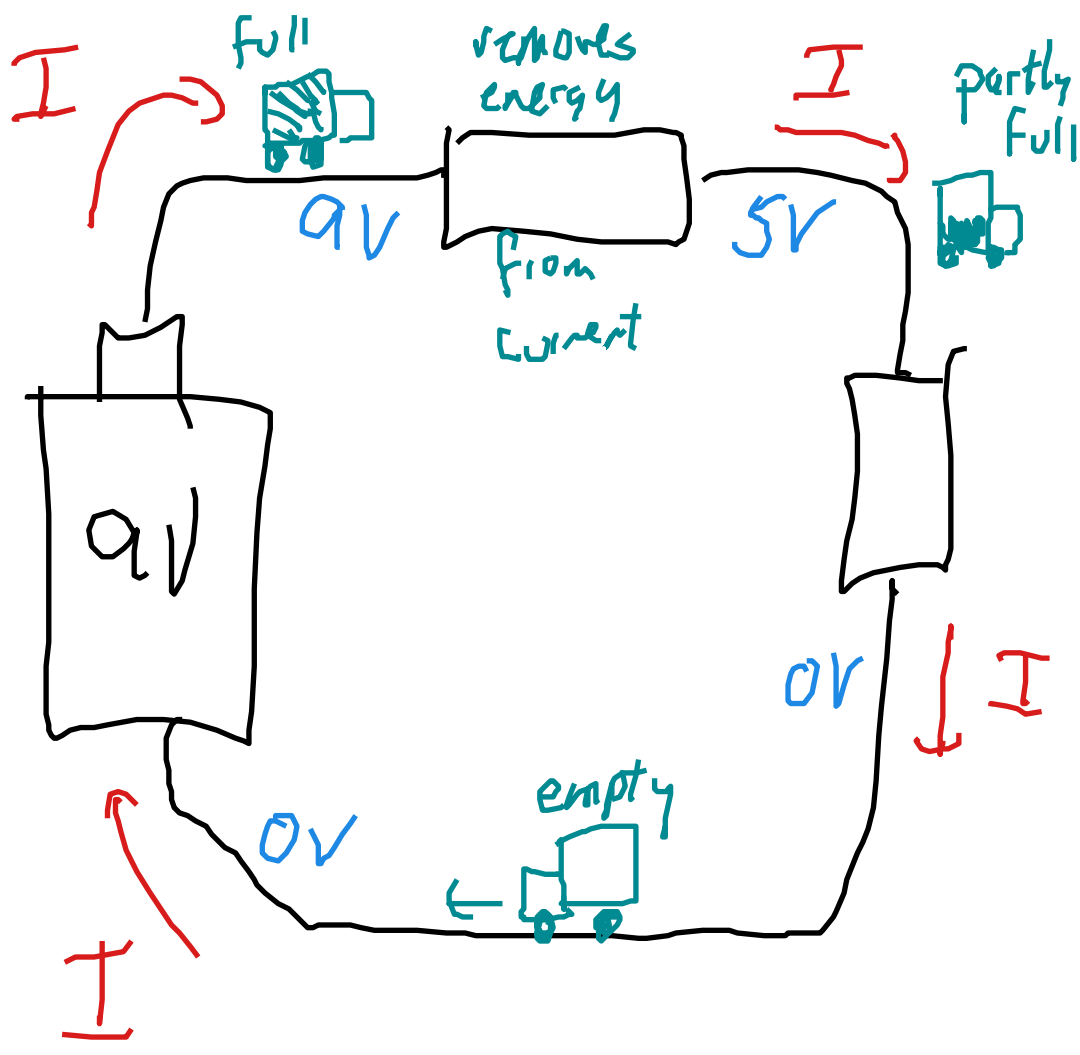 full
removes
energy
I
I
partly
full
9V
5V
from
current
9V
0V
I
empty
0V
I